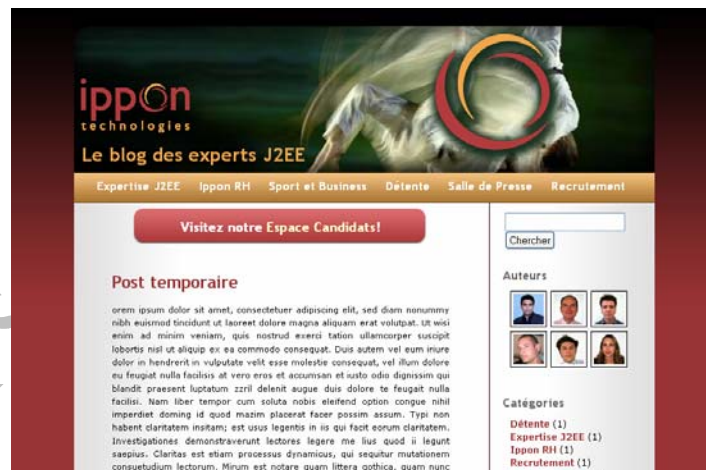 ippon
technologies
Le blog des experts J2EE
Expertise J2EE Ippon RH Sport et Business Détente Salle de Presse Recrutement
Visitez notre Espace Candidats!
Chercher
Post temporaire
orem ipsum dolor sit amet, consectetuer adipiscing elit, sed diam nonummy
nibh euismod tincidunt ut laoreet dolore magna aliquam erat volutpat. Ut wisi
enim ad minim veniam, quis nostrud exerci tation ullamcorper suscipit
lobortis nisl ut aliquip ex ea commodo consequat. Duis autem vel eum iriure
dolor in hendrerit in vulputate velit esse molestie consequat, vel illum dolore
eu feugiat nulla facilisis at vero eros et accumsan et iusto odio dignissim qui
blandit praesent luptatum zzril delenit augue duis dolore te feugait nulla
facilisi. Nam liber tempor cum soluta nobis eleifend option congue nihil
imperdiet doming id quod mazim placerat facer possim assum. Typi non
habent claritatem insitam; est usus legentis in iis qui facit eorum claritatem.
Investigationes demonstraverunt lectores legere me lius quod ii legunt
saepius. Claritas est etiam processus dynamicus, qui sequitur mutationem
consuetudium lectorum. Mirum est notare quam littera gothica, quam nunc
Auteurs
Catégories
Détente (1)
Expertise J2EE (1)
Ippon RH (1)
Recrutement (1)